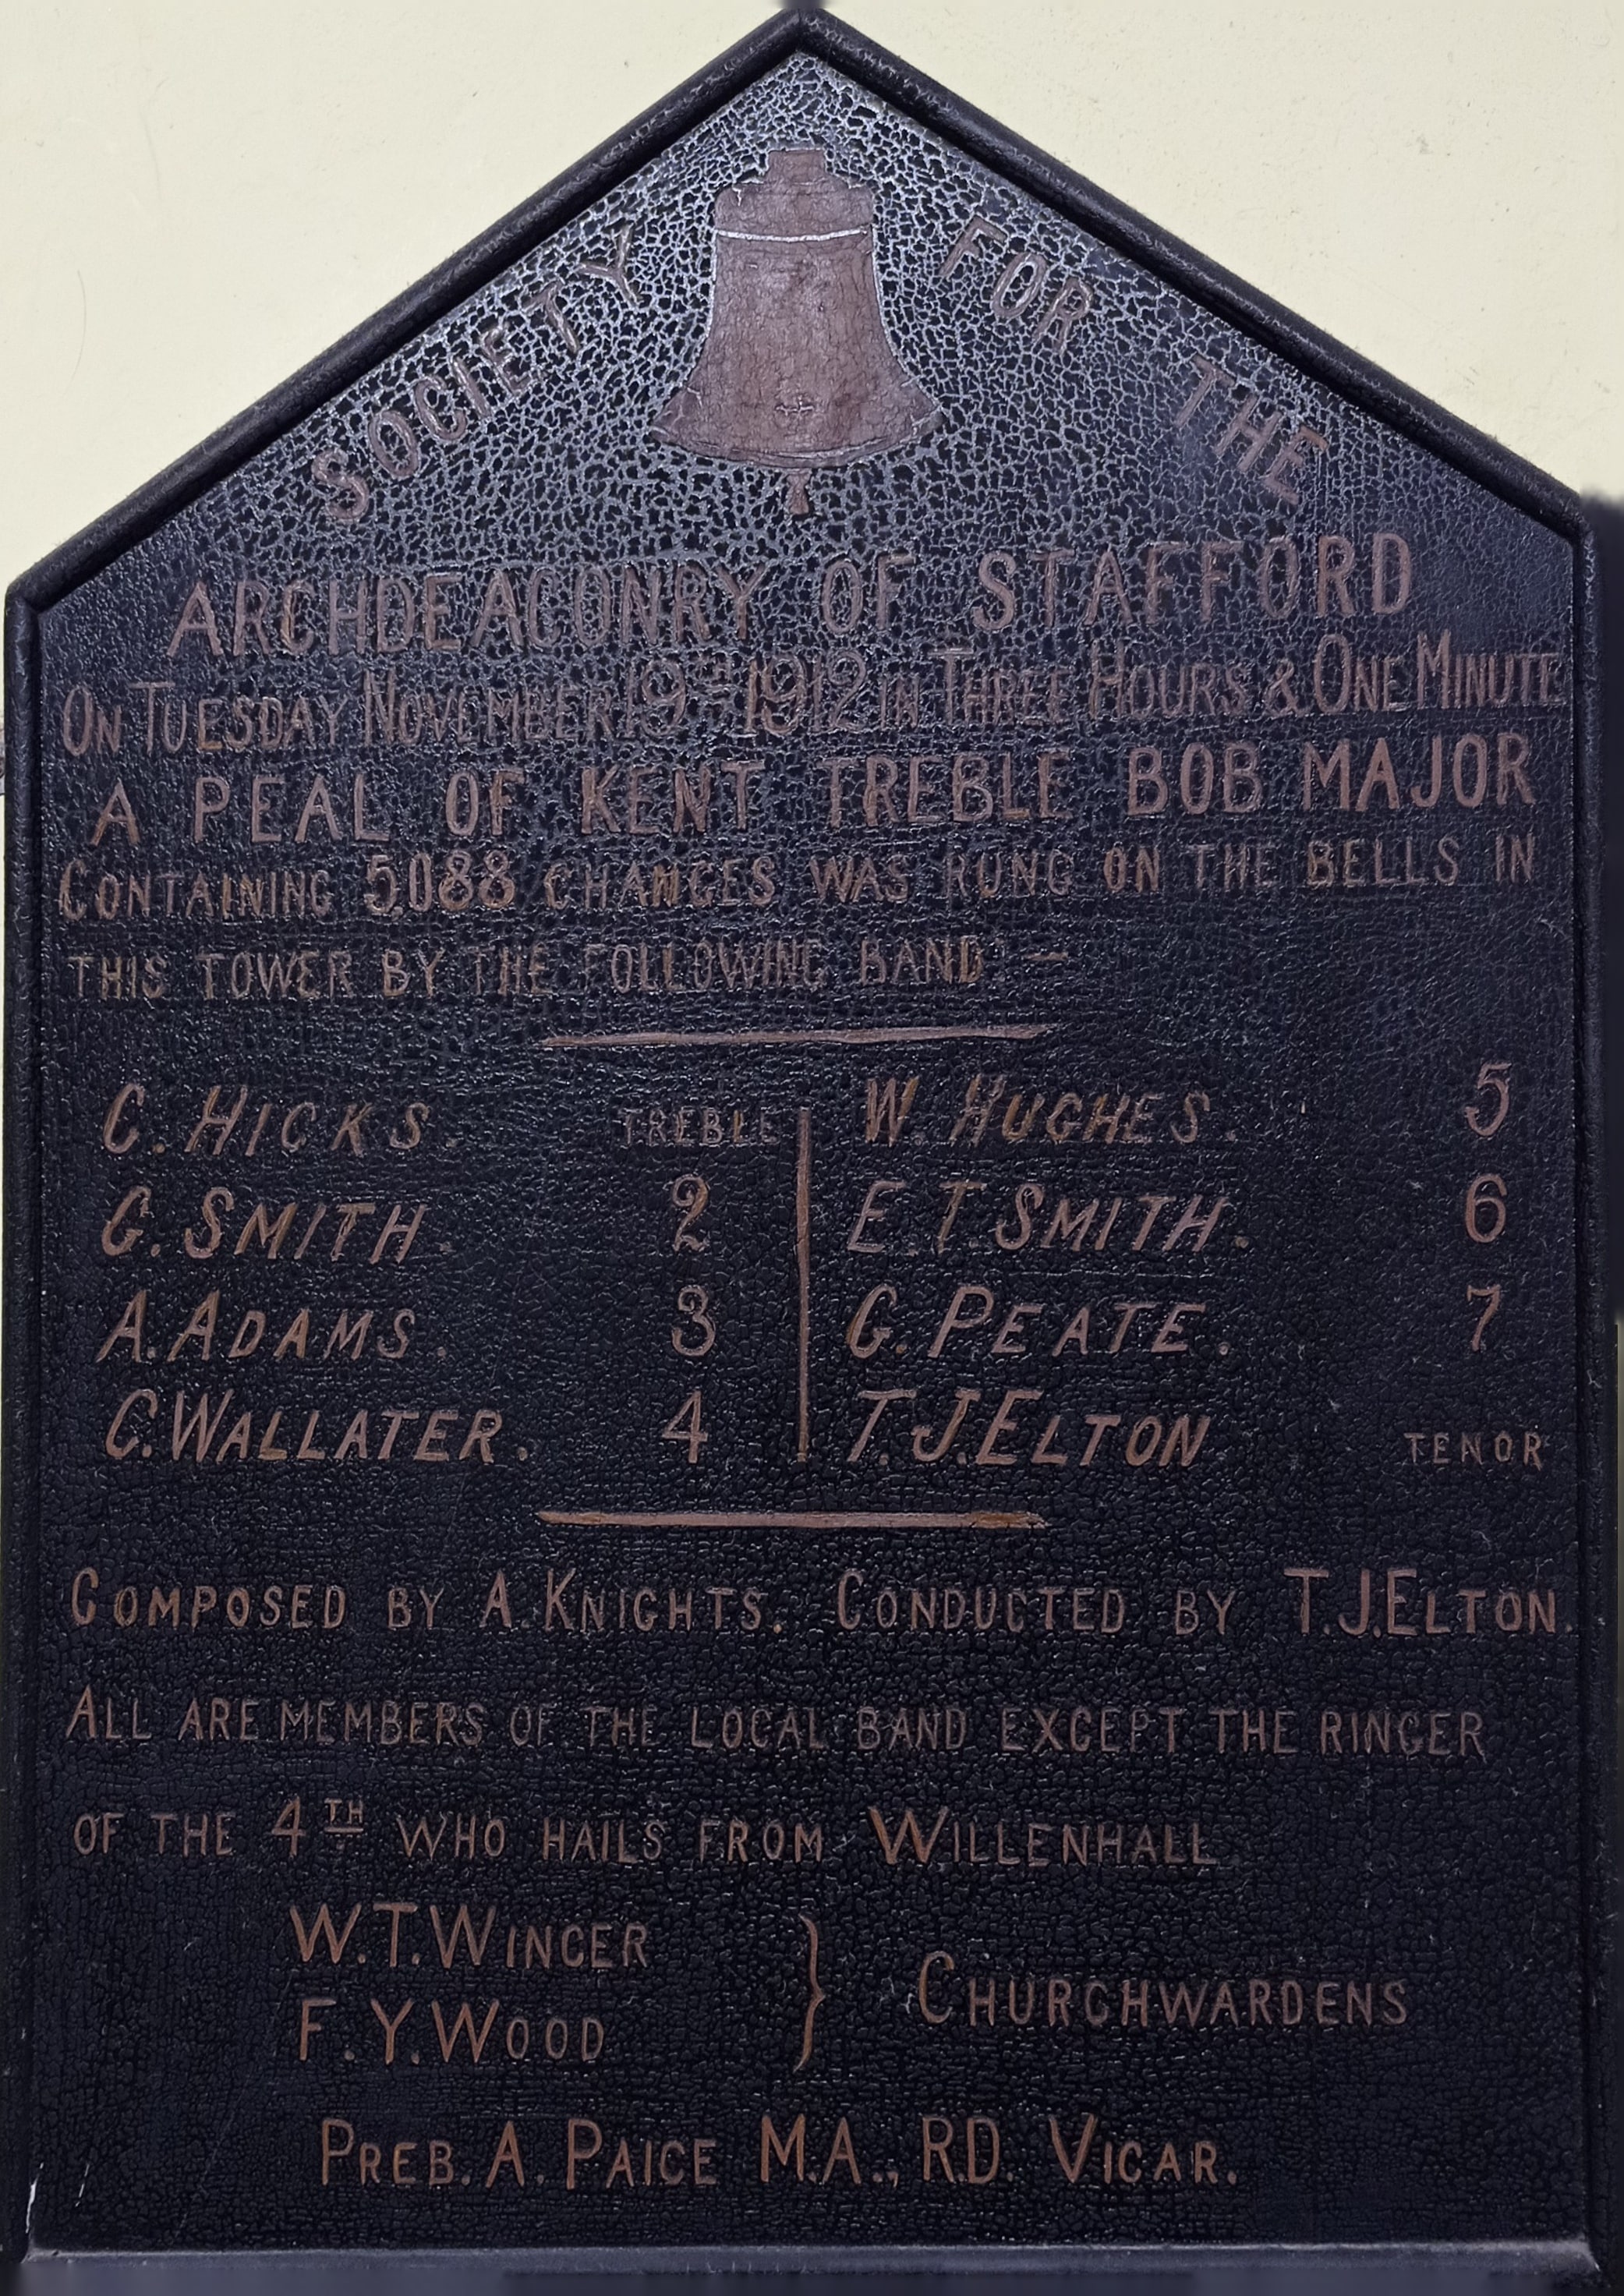 SOCIETY FOR THE
ARCHDEACONRY OF STAFFORD
ON TUESDAY NOVEMBER 19TH 1912 IN THREE HOURS & ONE MINUTE
A PEAL OF KENT TREBLE BOB MAJOR
CONTAINING 5088 CHANGES WAS RUNG ON THE BELLS IN
THIS TOWER BY THE FOLLOWING BAND –
C. HICKS. TREBLE
G. SMITH 2
A. ADAMS. 3
C. WALLATER. 4
W. HUGHES. 5
E. T. SMITH. 6
G. PEATE. 7
T. J. ELTON TENOR
COMPOSED BY A. KNIGHTS. CONDUCTED BY T. J. ELTON.
ALL ARE MEMBERS OF THE LOCAL BAND EXCEPT THE RINGER
OF THE 4TH WHO HAILS FROM WILLENHALL
W. T. WINGER
F. Y. WOOD
} CHURCHWARDENS
PREB. A. PAICE M.A., R.D. VICAR.